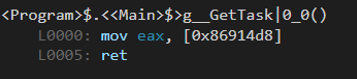 <Program>$.<<Main>$>g__GetTask|0_0()
L0000: mov eax, [0x86914d8]
L0005: ret